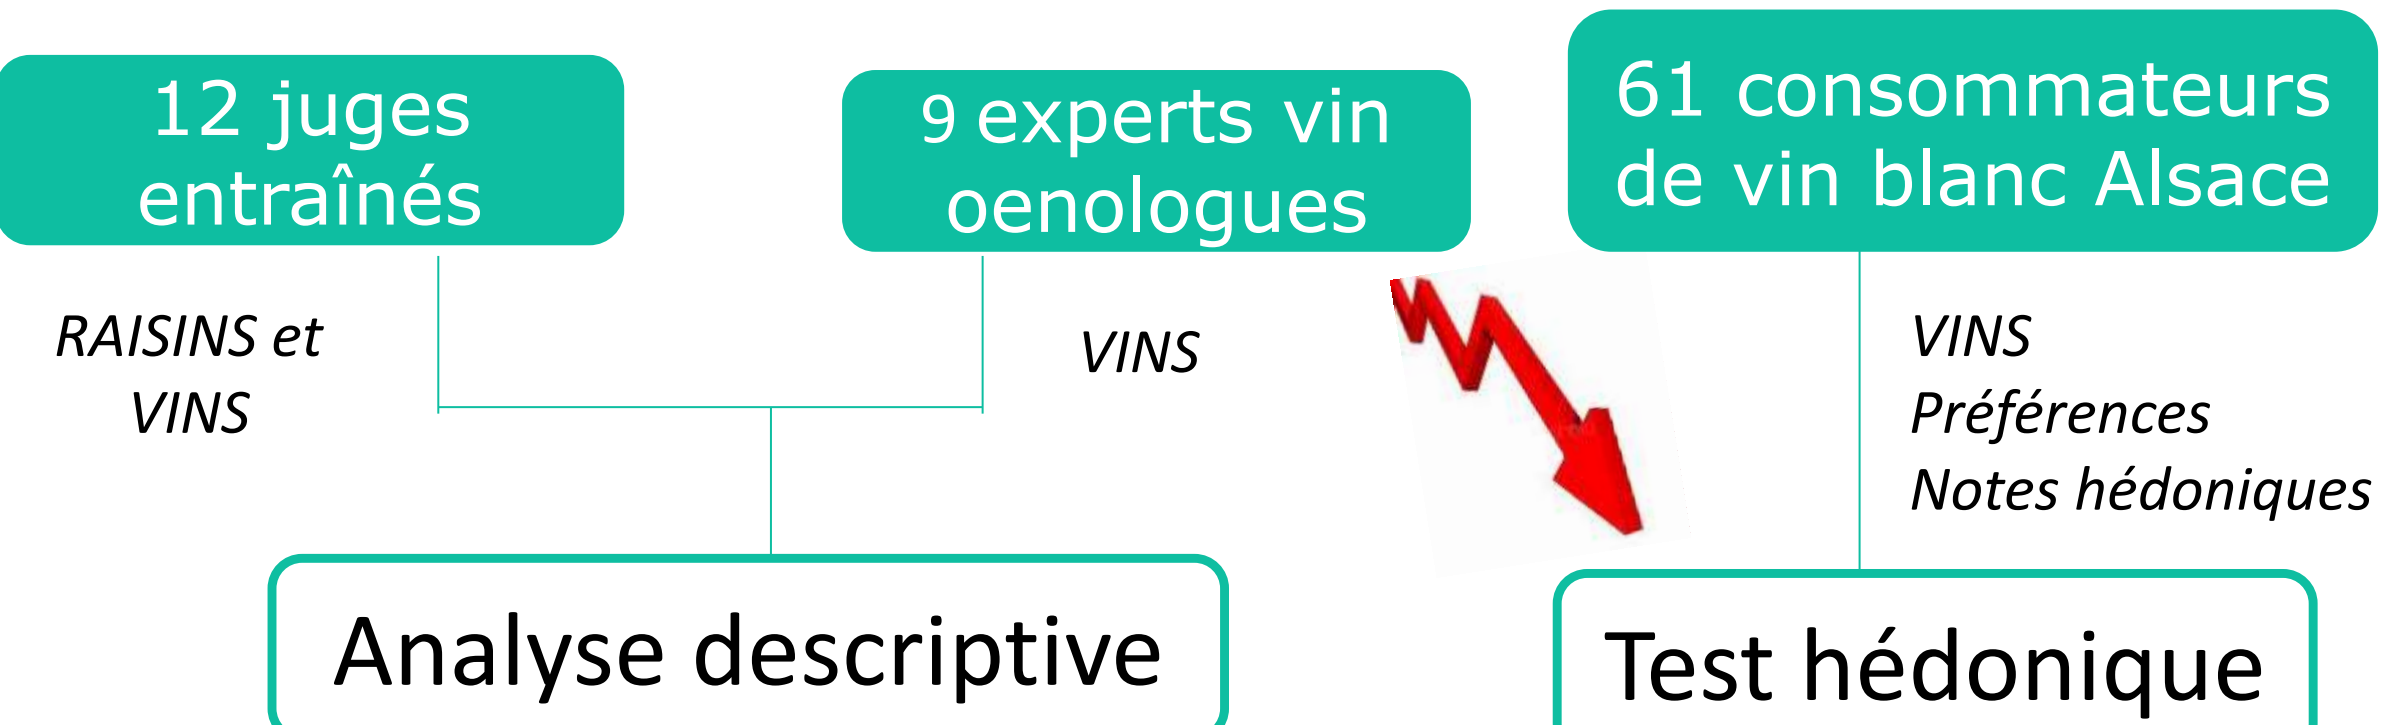 12 juges
entraînés
9 experts vin
oenologues
61 consommateurs
de vin blanc Alsace
RAISINS et
VINS
VINS
VINS
Préférences
Notes hédoniques
Analyse descriptive
Test hédonique